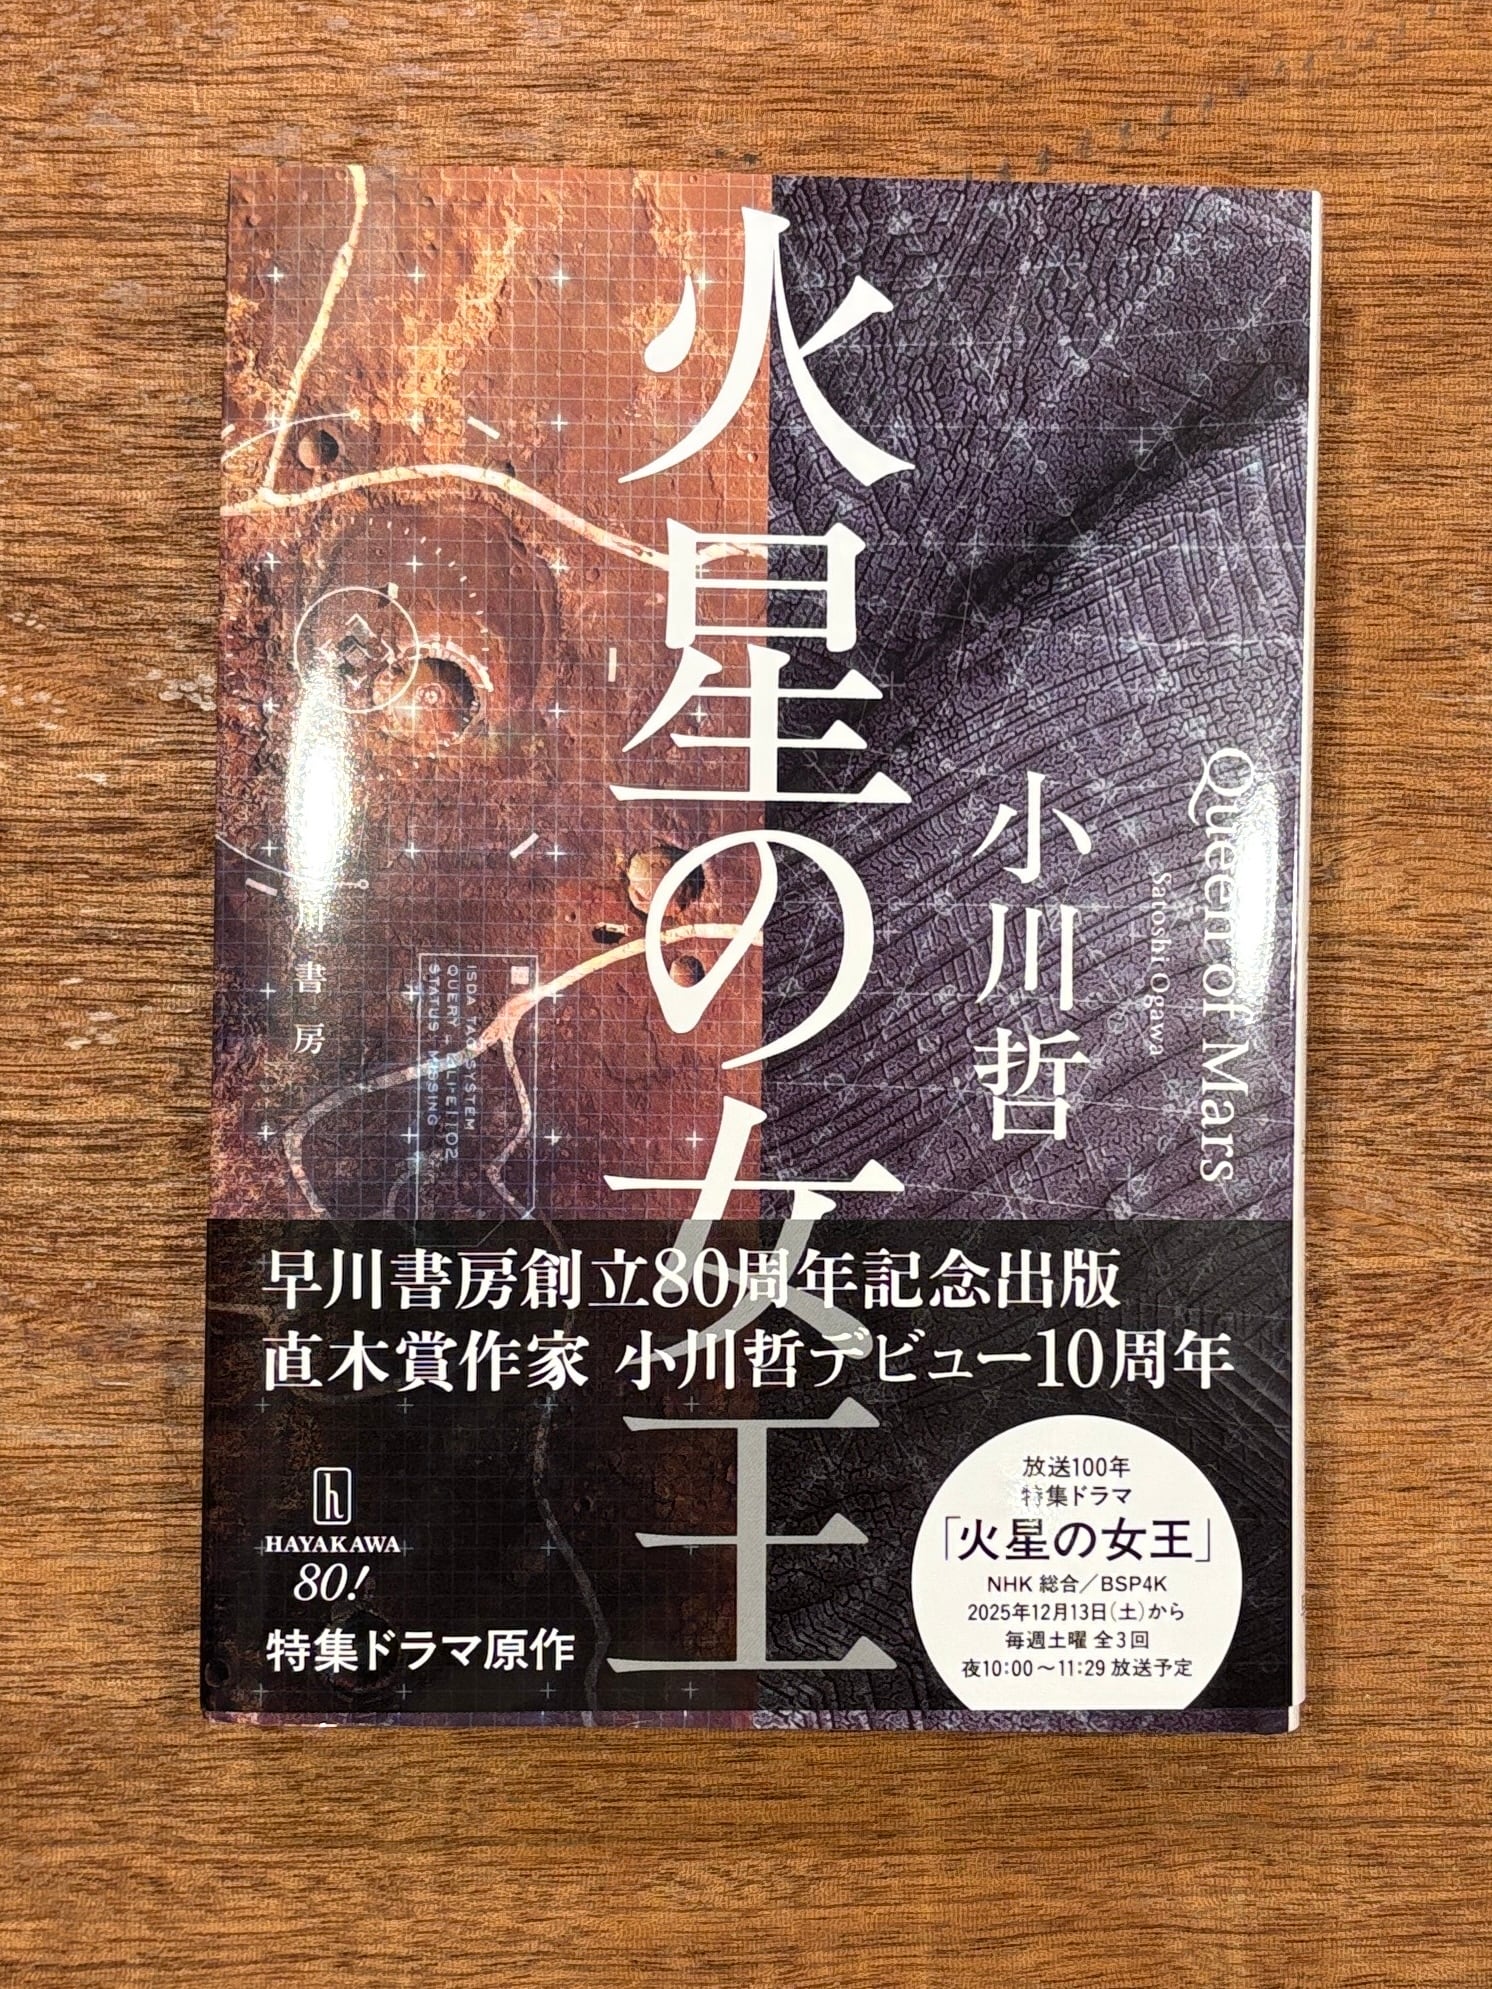 火星の女王
小川哲
Queen of Mars
Satoshi Ogawa
書房
ISDA TAG SYSTEM
STATUS MISSING
早川書房創立80周年記念出版
直木賞作家 小川哲デビュー10周年
h
HAYAKAWA
80!
特集ドラマ原作
放送100年
特集ドラマ
「火星の女王」
NHK 総合/BSP4K
2025年12月13日(土)から
毎週土曜 全3回
夜10:00~11:29 放送予定